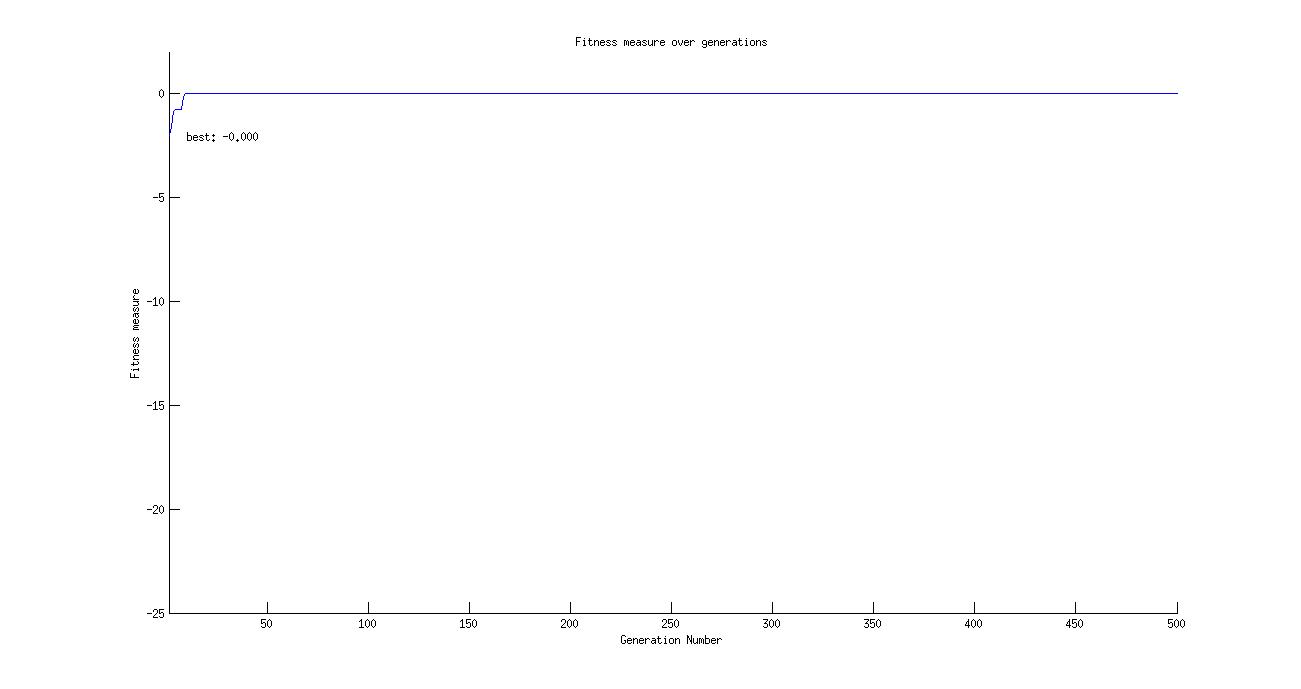 Fitness measure over generations
0
best: -0.000
-5
-10
Fitness measure
-15
-20
-25
50 100 150 200 250 300 350 400 450 500
Generation Number